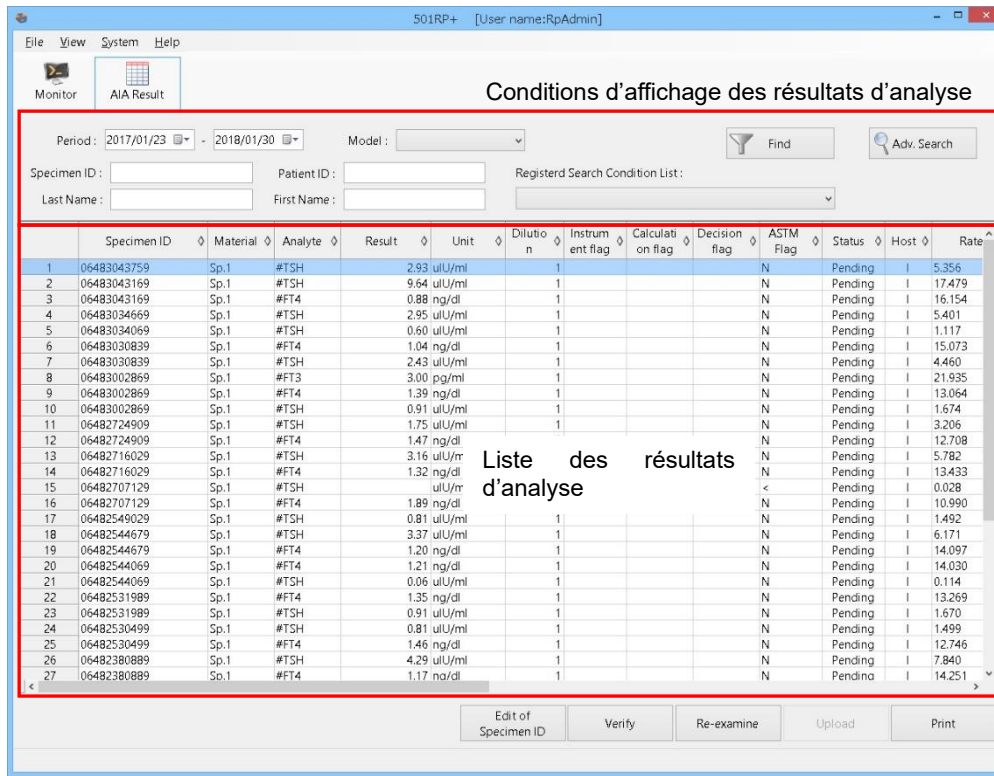 501RP+ [User name:RpAdmin]
File View System Help
Monitor AIA Result
Conditions d'affichage des résultats d'analyse
Period : 2017/01/23 - 2018/01/30 Model : Find Adv. Search
Specimen ID : Patient ID : Registerd Search Condition List :
Last Name : First Name :
Specimen ID Material Analyte Result Unit Dilutio n Instrum ent flag Calculati on flag Decision flag ASTM Flag Status Host Rate
1 06483043759 Sp.1 #TSH 2.93 uIU/ml 1 N Pending I 5.356
2 06483043169 Sp.1 #TSH 9.64 uIU/ml 1 N Pending I 17.479
3 06483043169 Sp.1 #FT4 0.88 ng/dl 1 N Pending I 16.154
4 06483034669 Sp.1 #TSH 2.95 uIU/ml 1 N Pending I 5.401
5 06483034069 Sp.1 #TSH 0.60 uIU/ml 1 N Pending I 1.117
6 06483030839 Sp.1 #FT4 1.04 ng/dl 1 N Pending I 15.073
7 06483030839 Sp.1 #TSH 2.43 uIU/ml 1 N Pending I 4.460
8 06483002869 Sp.1 #FT3 3.00 pg/ml 1 N Pending I 21.935
9 06483002869 Sp.1 #FT4 1.39 ng/dl 1 N Pending I 13.064
10 06483002869 Sp.1 #TSH 0.91 uIU/ml 1 N Pending I 1.674
11 06482724909 Sp.1 #TSH 1.75 uIU/ml 1 N Pending I 3.206
12 06482724909 Sp.1 #FT4 1.47 ng/dl 1 N Pending I 12.708
13 06482716029 Sp.1 #TSH 3.16 uIU/m N Pending I 5.782
14 06482716029 Sp.1 #FT4 1.32 ng/dl N Pending I 13.433
15 06482707129 Sp.1 #TSH uIU/m < Pending I 0.028
16 06482707129 Sp.1 #FT4 1.89 ng/dl N Pending I 10.990
Liste des résultats
d'analyse
17 06482549029 Sp.1 #TSH 0.81 uIU/ml 1 N Pending I 1.492
18 06482544679 Sp.1 #TSH 3.37 uIU/ml 1 N Pending I 6.171
19 06482544679 Sp.1 #FT4 1.20 ng/dl 1 N Pending I 14.097
20 06482544069 Sp.1 #FT4 1.21 ng/dl 1 N Pending I 14.030
21 06482544069 Sp.1 #TSH 0.06 uIU/ml 1 N Pending I 0.114
22 06482531989 Sp.1 #FT4 1.35 ng/dl 1 N Pending I 13.269
23 06482531989 Sp.1 #TSH 0.91 uIU/ml 1 N Pending I 1.670
24 06482530499 Sp.1 #TSH 0.81 uIU/ml 1 N Pending I 1.499
25 06482530499 Sp.1 #FT4 1.46 ng/dl 1 N Pending I 12.746
26 06482380889 Sp.1 #TSH 4.29 uIU/ml 1 N Pending I 7.840
27 06482380889 Sp.1 #FT4 1.17 ng/dl 1 N Pending I 14.251
Edit of Specimen ID Verify Re-examine Upload Print